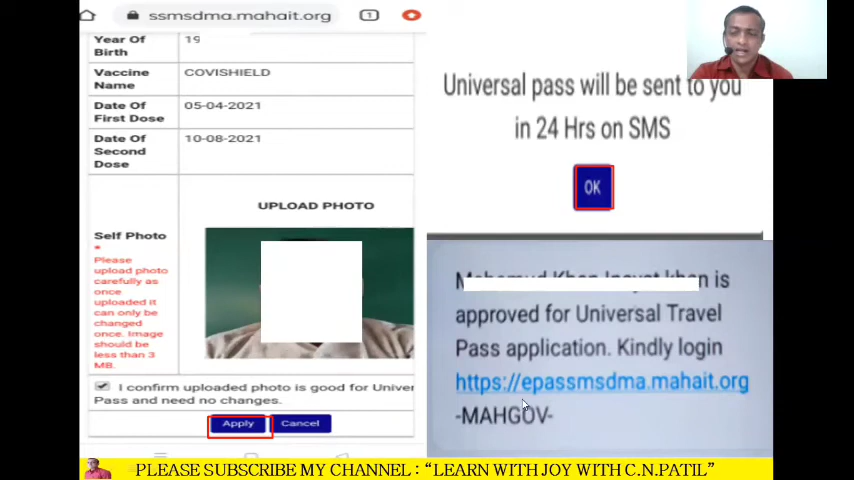 ssmsdma.mahait.org
1
Year Of
Birth
19
Vaccine
Name
COVISHIELD
Date Of
First Dose
05-04-2021
Date Of
Second
Dose
10-08-2021
UPLOAD PHOTO
Self Photo
*
Please
upload photo
carefully as
once
uploaded it
can only be
changed
once. Image
should be
less than 3
MB.
I confirm uploaded photo is good for Univer
Pass and need no changes.
Apply
Cancel
Universal pass will be sent to you
in 24 Hrs on SMS
OK
is
approved for Universal Travel
Pass application. Kindly login
https://epassmsdma.mahait.org
-MAHGOV-
PLEASE SUBSCRIBE MY CHANNEL : “LEARN WITH JOY WITH C.N.PATIL”